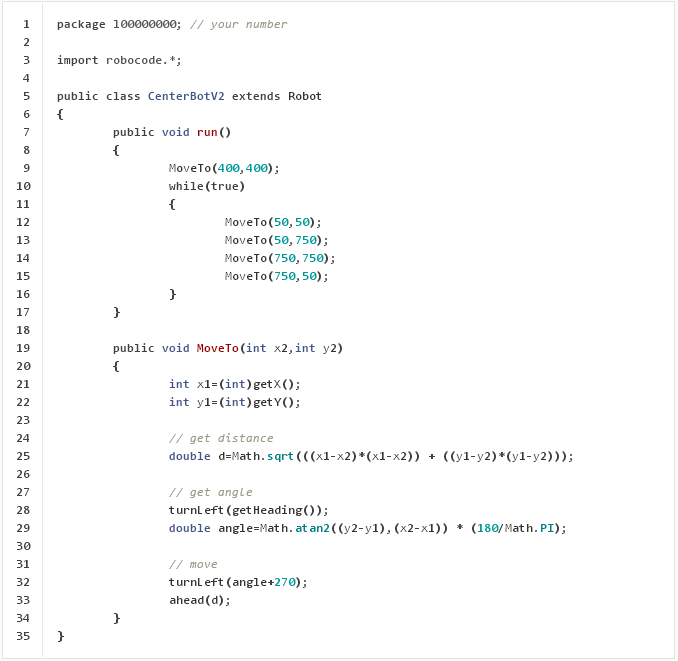 1 package l00000000; // your number
2
3 import robocode.*;
4
5 public class CenterBotV2 extends Robot
6 {
7 public void run()
8 {
9 MoveTo(400,400);
10 while(true)
11 {
12 MoveTo(50,50);
13 MoveTo(50,750);
14 MoveTo(750,750);
15 MoveTo(750,50);
16 }
17 }
18
19 public void MoveTo(int x2,int y2)
20 {
21 int x1=(int)getX();
22 int y1=(int)getY();
23
24 // get distance
25 double d=Math.sqrt(((x1-x2)*(x1-x2)) + ((y1-y2)*(y1-y2)));
26
27 // get angle
28 turnLeft(getHeading());
29 double angle=Math.atan2((y2-y1),(x2-x1)) * (180/Math.PI);
30
31 // move
32 turnLeft(angle+270);
33 ahead(d);
34 }
35 }